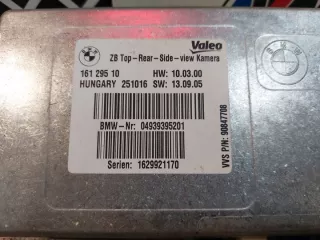 Valeo
ZB Top-Rear-Side-view Kamera
161 295 10 HW: 10.03.00
HUNGARY 251016 SW: 13.09.05
BMW-Nr: 04939395201
Serien: 1629921170
VVS P/N: 90847708